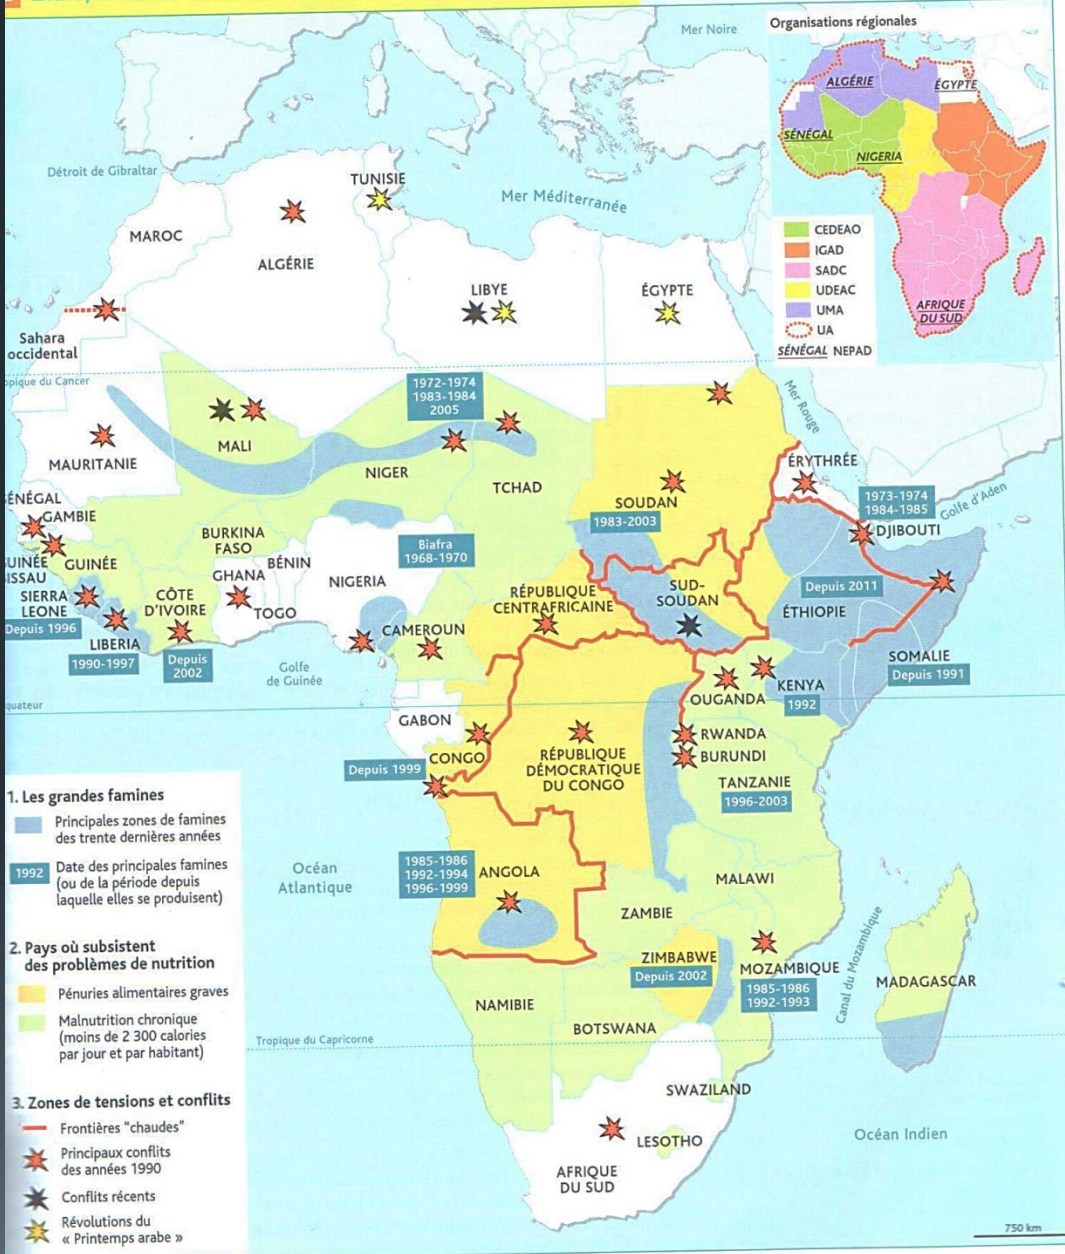 Mer Noire
Organisations régionales
ALGÉRIE
ÉGYPTE
SÉNÉGAL
NIGERIA
CEDEAO
IGAD
SADC
UDEAC
UMA
UA
SÉNÉGAL NEPAD
AFRIQUE
DU SUD
Détroit de Gibraltar
TUNISIE
Mer Méditerranée
MAROC
ALGÉRIE
LIBYE
ÉGYPTE
Sahara
occidental
opique du Cancer
1972-1974
1983-1984
2005
Mer Rouge
MALI
MAURITANIE
NIGER
TCHAD
SOUDAN
1983-2003
ÉRYTHRÉE
1973-1974
1984-1985
Golfe d'Aden
DJIBOUTI
ÉNÉGAL
GAMBIE
UINÉE
ISSAU
GUINÉE
BURKINA
FASO
BÉNIN
GHANA
TOGO
NIGERIA
Biafra
1968-1970
SIERRA
LEONE
Depuis 1996
LIBERIA
1990-1997
CÔTE
D'IVOIRE
Depuis
2002
Golfe
de Guinée
CAMEROUN
RÉPUBLIQUE
CENTRAFRICAINE
SUD-
SOUDAN
Depuis 2011
ÉTHIOPIE
SOMALIE
Depuis 1991
quateur
GABON
CONGO
Depuis 1999
RÉPUBLIQUE
DÉMOCRATIQUE
DU CONGO
OUGANDA
KENYA
1992
RWANDA
BURUNDI
TANZANIE
1996-2003
Océan
Atlantique
1985-1986
1992-1994
1996-1999
ANGOLA
MALAWI
ZAMBIE
ZIMBABWE
Depuis 2002
MOZAMBIQUE
1985-1986
1992-1993
Canal du Mozambique
MADAGASCAR
NAMIBIE
BOTSWANA
Tropique du Capricorne
SWAZILAND
LESOTHO
AFRIQUE
DU SUD
Océan Indien
750 km
1. Les grandes famines
Principales zones de famines
des trente dernières années
1992
Date des principales famines
(ou de la période depuis
laquelle elles se produisent)
2. Pays où subsistent
des problèmes de nutrition
Pénuries alimentaires graves
Malnutrition chronique
(moins de 2 300 calories
par jour et par habitant)
3. Zones de tensions et conflits
Frontières "chaudes"
Principaux conflits
des années 1990
Conflits récents
Révolutions du
« Printemps arabe »